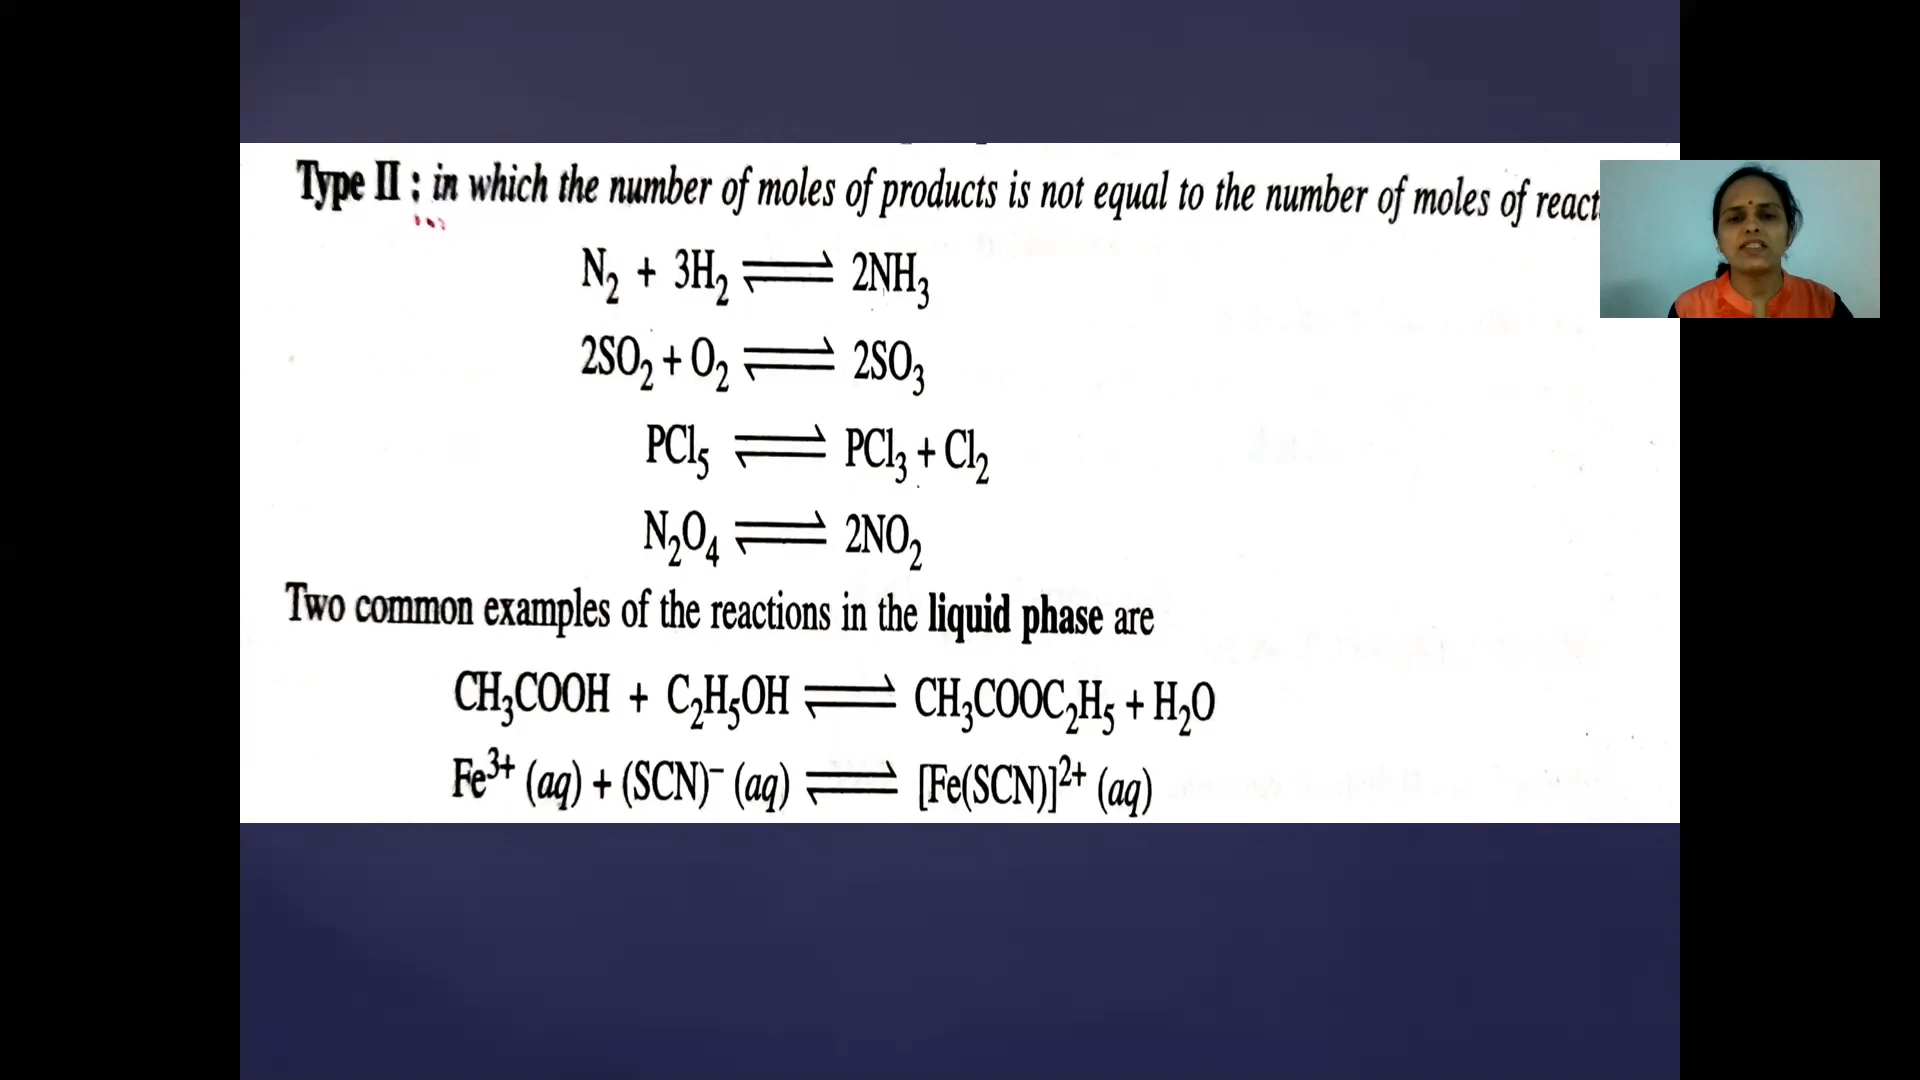 Type II : in which the number of moles of products is not equal to the number of moles of react
N₂ + 3H₂ ⇌ 2NH₃
2SO₂ + O₂ ⇌ 2SO₃
PCl₅ ⇌ PCl₃ + Cl₂
N₂O₄ ⇌ 2NO₂
Two common examples of the reactions in the liquid phase are
CH₃COOH + C₂H₅OH ⇌ CH₃COOC₂H₅ + H₂O
Fe³⁺ (aq) + (SCN)⁻ (aq) ⇌ [Fe(SCN)]²⁺ (aq)